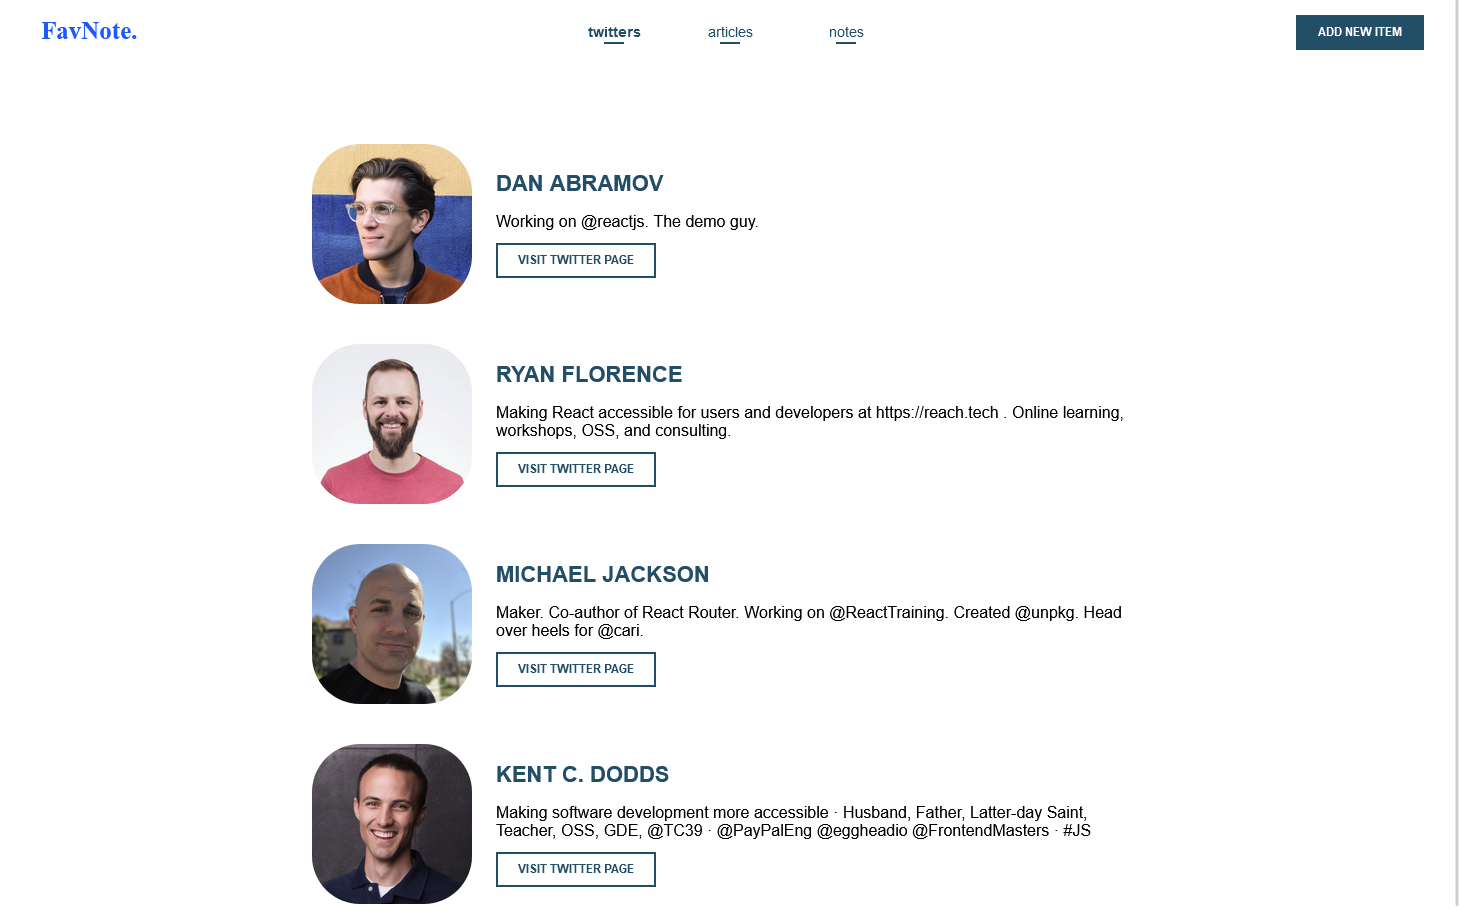 FavNote.
twitters
articles
notes
ADD NEW ITEM
DAN ABRAMOV
Working on @reactjs. The demo guy.
VISIT TWITTER PAGE
RYAN FLORENCE
Making React accessible for users and developers at https://reach.tech . Online learning,
workshops, OSS, and consulting.
VISIT TWITTER PAGE
MICHAEL JACKSON
Maker. Co-author of React Router. Working on @ReactTraining. Created @unpkg. Head
over heels for @cari.
VISIT TWITTER PAGE
KENT C. DODDS
Making software development more accessible · Husband, Father, Latter-day Saint,
Teacher, OSS, GDE, @TC39 · @PayPalEng @eggheadio @FrontendMasters · #JS
VISIT TWITTER PAGE